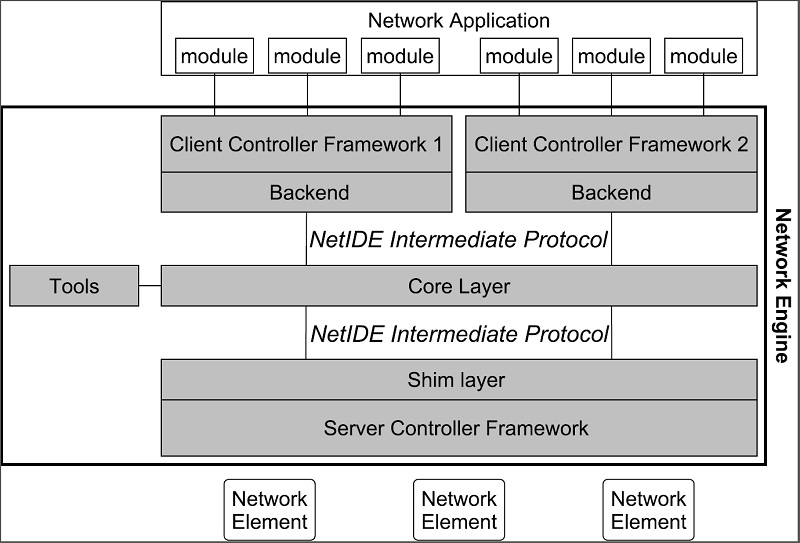 Network Application
module module module module module module
Client Controller Framework 1 Client Controller Framework 2
Backend Backend
NetIDE Intermediate Protocol
Tools Core Layer
NetIDE Intermediate Protocol
Shim layer
Server Controller Framework
Network Engine
Network Network Network
Element Element Element